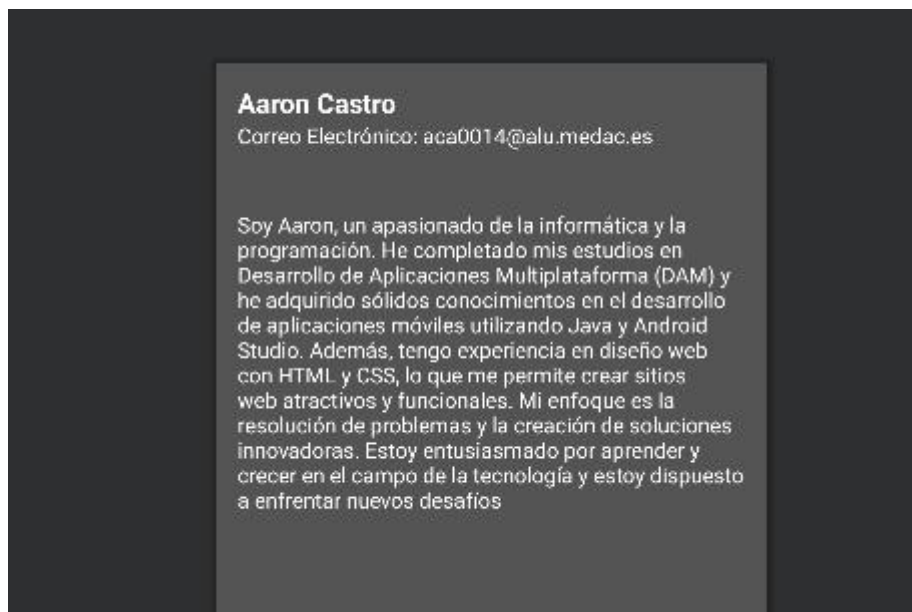 Aaron Castro
Correo Electrónico: aca0014@alu.medac.es
Soy Aaron, un apasionado de la informática y la
programación. He completado mis estudios en
Desarrollo de Aplicaciones Multiplataforma (DAM) y
he adquirido sólidos conocimientos en el desarrollo
de aplicaciones móviles utilizando Java y Android
Studio. Además, tengo experiencia en diseño web
con HTML y CSS, lo que me permite crear sitios
web atractivos y funcionales. Mi enfoque es la
resolución de problemas y la creación de soluciones
innovadoras. Estoy entusiasmado por aprender y
crecer en el campo de la tecnología y estoy dispuesto
a enfrentar nuevos desafíos